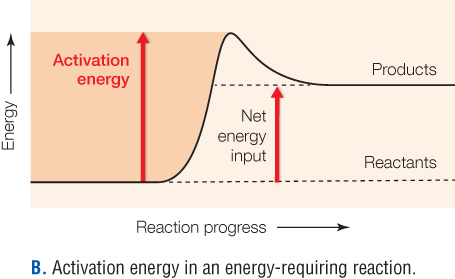 Energy
Activation
energy
Products
Net
energy
input
Reactants
Reaction progress
B. Activation energy in an energy-requiring reaction.